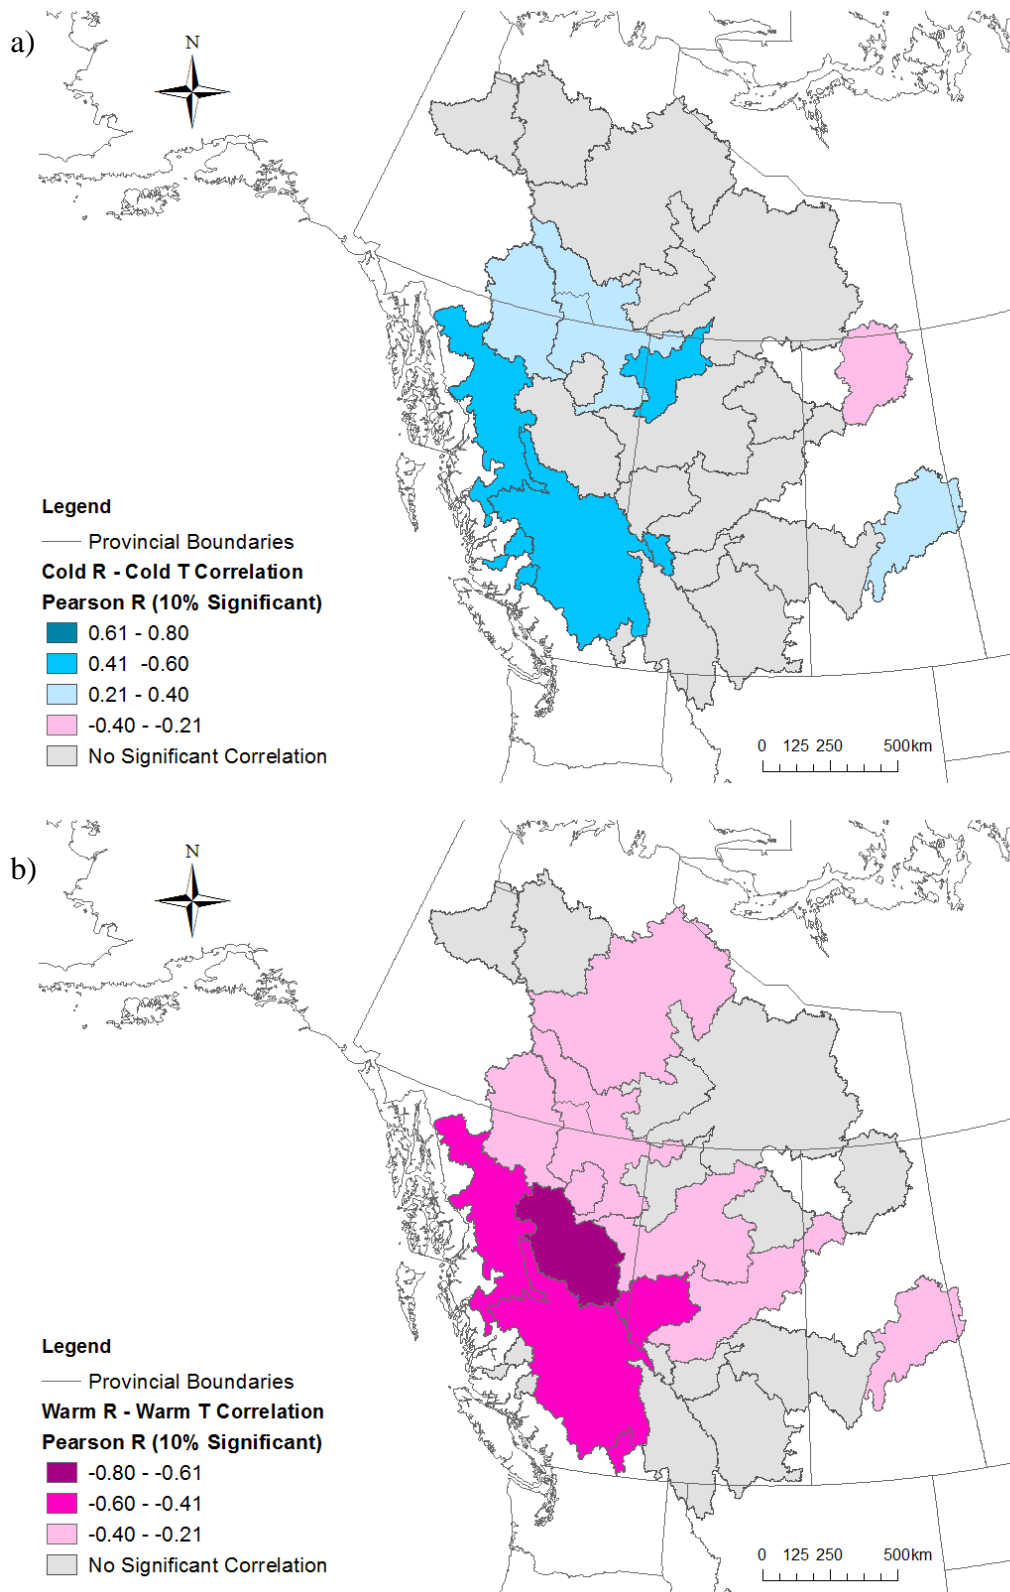 a)
N
Legend
Provincial Boundaries
Cold R - Cold T Correlation
Pearson R (10% Significant)
0.61 - 0.80
0.41 -0.60
0.21 - 0.40
-0.40 - -0.21
No Significant Correlation
0 125 250 500km
b)
N
Legend
Provincial Boundaries
Warm R - Warm T Correlation
Pearson R (10% Significant)
-0.80 - -0.61
-0.60 - -0.41
-0.40 - -0.21
No Significant Correlation
0 125 250 500km